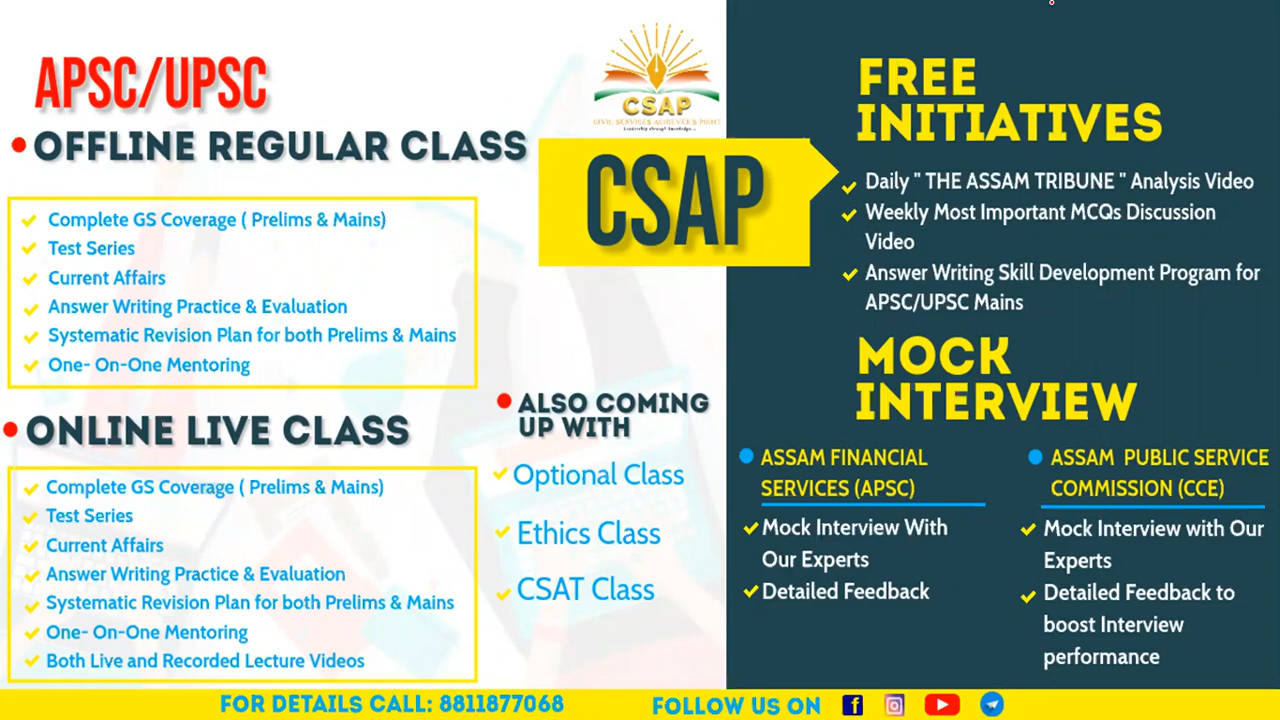 APSC/UPSC
OFFLINE REGULAR CLASS
Complete GS Coverage ( Prelims & Mains)
Test Series
Current Affairs
Answer Writing Practice & Evaluation
Systematic Revision Plan for both Prelims & Mains
One- On-One Mentoring
ONLINE LIVE CLASS
Complete GS Coverage ( Prelims & Mains)
Test Series
Current Affairs
Answer Writing Practice & Evaluation
Systematic Revision Plan for both Prelims & Mains
One- On-One Mentoring
Both Live and Recorded Lecture Videos
CSAP
CIVIL SERVICES ACHIEVER'S POINT
Leadership through knowledge...
CSAP
ALSO COMING
UP WITH
Optional Class
Ethics Class
CSAT Class
FREE
INITIATIVES
Daily " THE ASSAM TRIBUNE " Analysis Video
Weekly Most Important MCQs Discussion
Video
Answer Writing Skill Development Program for
APSC/UPSC Mains
MOCK
INTERVIEW
ASSAM FINANCIAL
SERVICES (APSC)
Mock Interview With
Our Experts
Detailed Feedback
ASSAM PUBLIC SERVICE
COMMISSION (CCE)
Mock Interview with Our
Experts
Detailed Feedback to
boost Interview
performance
FOR DETAILS CALL: 8811877068
FOLLOW US ON